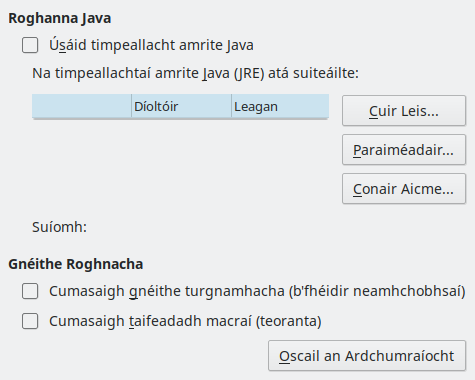 Roghanna Java
Úsáid timpeallacht amrite Java
Na timpeallachtaí amrite Java (JRE) atá suiteáilte:
Díoltóir Leagan
Cuir Leis...
Paraiméadair...
Conair Aicme...
Suíomh:
Gnéithe Roghnacha
Cumasaigh gnéithe turgnamhacha (b'fhéidir neamhchobhsaí)
Cumasaigh taifeadadh macraí (teoranta)
Oscail an Ardchumraíocht